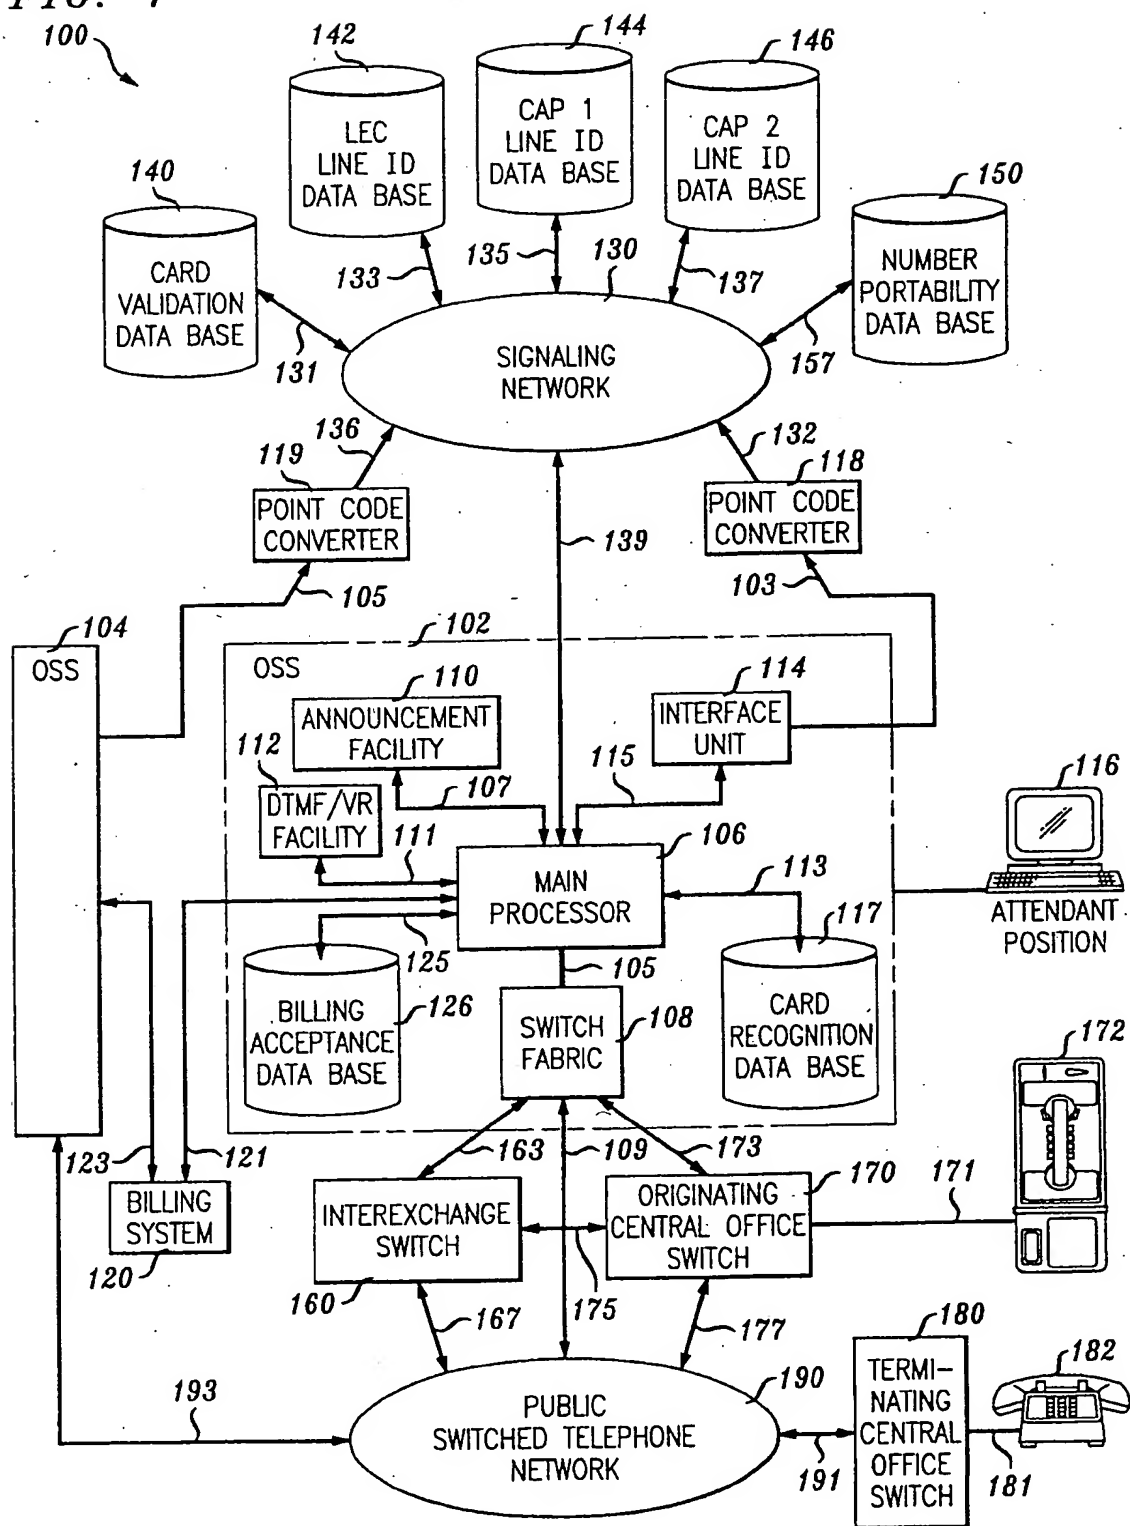 FIG. 1
100
142
144
146
LEC
LINE ID
DATA BASE
CAP 1
LINE ID
DATA BASE
CAP 2
LINE ID
DATA BASE
140
150
CARD
VALIDATION
DATA BASE
NUMBER
PORTABILITY
DATA BASE
133
135
130
137
131
157
SIGNALING
NETWORK
136
132
119
118
POINT CODE
CONVERTER
POINT CODE
CONVERTER
139
105
103
104
OSS
102
OSS
110
114
ANNOUNCEMENT
FACILITY
INTERFACE
UNIT
112
107
115
116
DTMF/VR
FACILITY
111
106
MAIN
PROCESSOR
113
117
ATTENDANT
POSITION
125
105
BILLING
ACCEPTANCE
DATA BASE
126
SWITCH
FABRIC
108
CARD
RECOGNITION
DATA BASE
172
123
121
163
109
173
BILLING
SYSTEM
120
INTEREXCHANGE
SWITCH
160
170
ORIGINATING
CENTRAL OFFICE
SWITCH
171
175
167
177
180
182
193
190
PUBLIC
SWITCHED TELEPHONE
NETWORK
191
TERMI-
NATING
CENTRAL
OFFICE
SWITCH
181